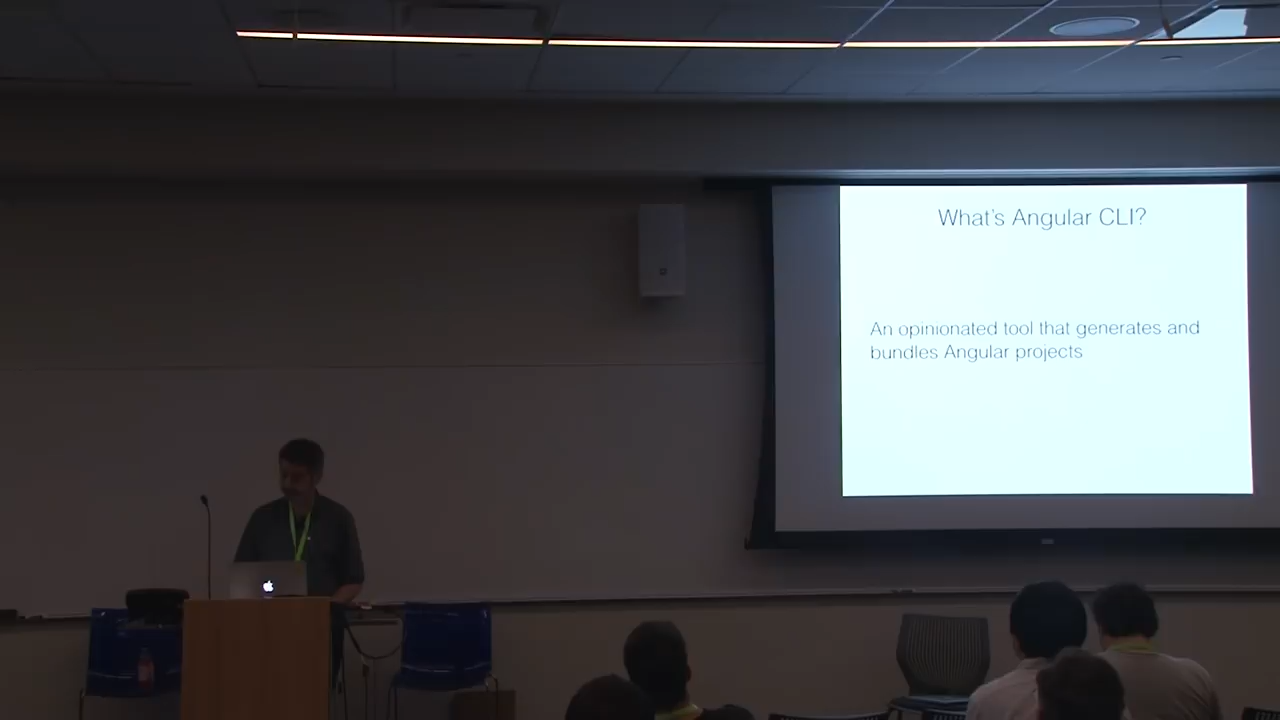 What's Angular CLI?
An opinionated tool that generates and
bundles Angular projects